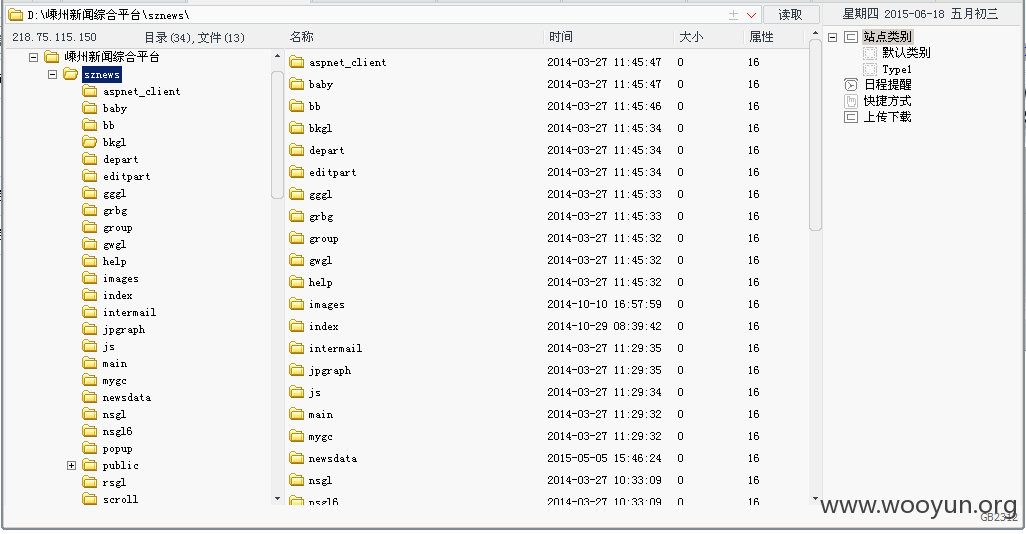 D:\嵊州新闻综合平台\sznews\ 读取 星期四 2015-06-18 五月初三
218.75.115.150 目录(34),文件(13)
嵊州新闻综合平台
sznews
aspnet_client
baby
bb
bkgl
depart
editpart
gggl
grbg
group
gwgl
help
images
index
intermail
jpgraph
js
main
mygc
newsdata
nsgl
nsgl6
popup
public
rsgl
scroll
名称 时间 大小 属性
aspnet_client 2014-03-27 11:45:47 0 16
baby 2014-03-27 11:45:47 0 16
bb 2014-03-27 11:45:46 0 16
bkgl 2014-03-27 11:45:34 0 16
depart 2014-03-27 11:45:34 0 16
editpart 2014-03-27 11:45:34 0 16
gggl 2014-03-27 11:45:33 0 16
grbg 2014-03-27 11:45:33 0 16
group 2014-03-27 11:45:32 0 16
gwgl 2014-03-27 11:45:32 0 16
help 2014-03-27 11:45:32 0 16
images 2014-10-10 16:57:59 0 16
index 2014-10-29 08:39:42 0 16
intermail 2014-03-27 11:29:35 0 16
jpgraph 2014-03-27 11:29:35 0 16
js 2014-03-27 11:29:34 0 16
main 2014-03-27 11:29:32 0 16
mygc 2014-03-27 11:29:32 0 16
newsdata 2015-05-05 15:46:24 0 16
nsgl 2014-03-27 10:33:09 0 16
nsgl6 2014-03-27 10:33:09 0 16
站点类别
默认类别
Type1
日程提醒
快捷方式
上传下载
www.wooyun.org
GB2312